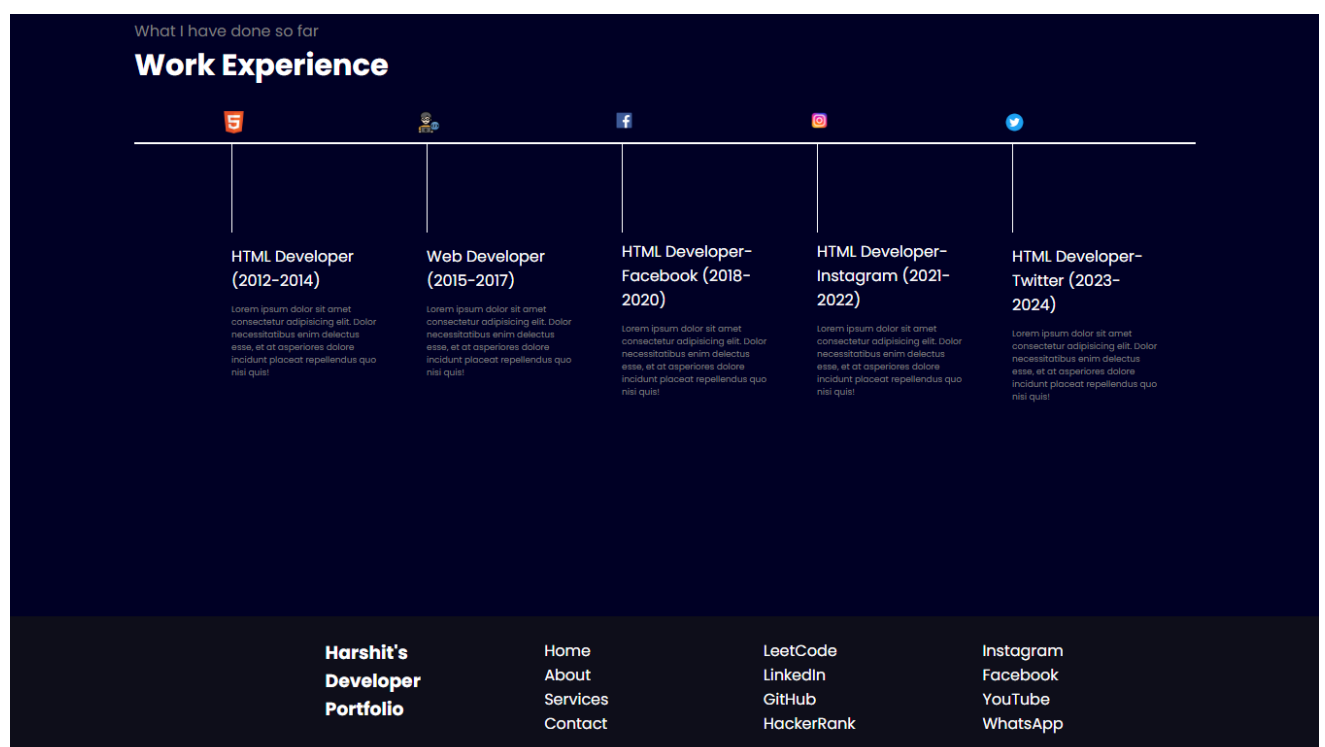 What I have done so far
Work Experience
HTML Developer
(2012-2014)
Lorem ipsum dolor sit amet
consectetur adipisicing elit. Dolor
necessitatibus enim delectus
esse, et at asperiores dolore
incidunt placeat repellendus quo
nisi quis!
Web Developer
(2015-2017)
Lorem ipsum dolor sit amet
consectetur adipisicing elit. Dolor
necessitatibus enim delectus
esse, et at asperiores dolore
incidunt placeat repellendus quo
nisi quis!
HTML Developer-
Facebook (2018-
2020)
Lorem ipsum dolor sit amet
consectetur adipisicing elit. Dolor
necessitatibus enim delectus
esse, et at asperiores dolore
incidunt placeat repellendus quo
nisi quis!
HTML Developer-
Instagram (2021-
2022)
Lorem ipsum dolor sit amet
consectetur adipisicing elit. Dolor
necessitatibus enim delectus
esse, et at asperiores dolore
incidunt placeat repellendus quo
nisi quis!
HTML Developer-
Twitter (2023-
2024)
Lorem ipsum dolor sit amet
consectetur adipisicing elit. Dolor
necessitatibus enim delectus
esse, et at asperiores dolore
incidunt placeat repellendus quo
nisi quis!
Harshit's
Developer
Portfolio
Home
About
Services
Contact
LeetCode
LinkedIn
GitHub
HackerRank
Instagram
Facebook
YouTube
WhatsApp